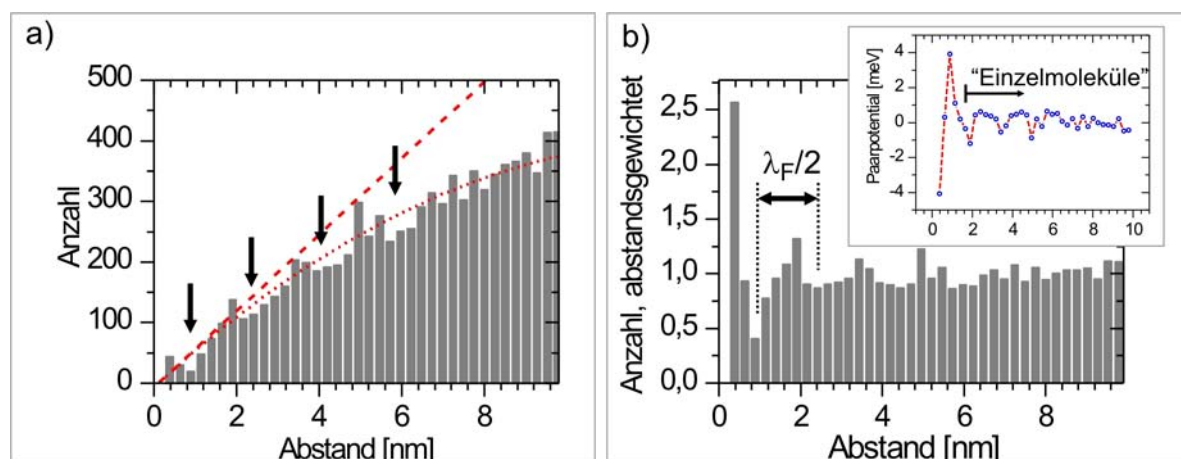 a)
500
400
300
200
100
0
Anzahl
0 2 4 6 8
Abstand [nm]
b)
2,5
2,0
1,5
1,0
0,5
0,0
Anzahl, abstandsgewichtet
λF/2
0 2 4 6 8
Abstand [nm]
4
2
0
-2
-4
Paarpotential [meV]
"Einzelmoleküle"
0 2 4 6 8 10